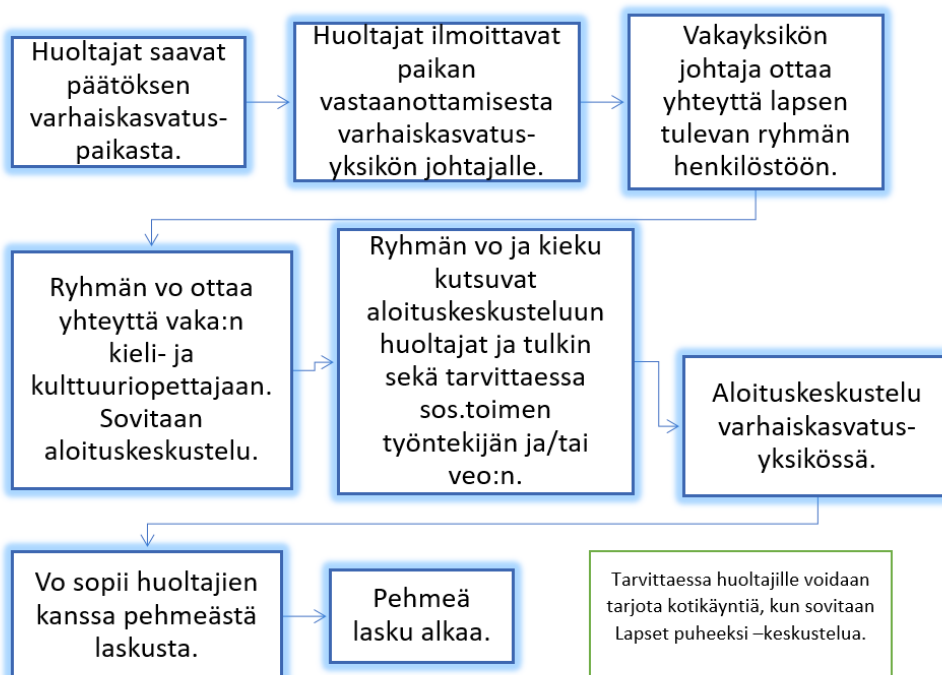 Huoltajat saavat
päätöksen
varhaiskasvatus-
paikasta.
Huoltajat ilmoittavat
paikan
vastaanottamisesta
varhaiskasvatus-
yksikön johtajalle.
Vakayksikön
johtaja ottaa
yhteyttä lapsen
tulevan ryhmän
henkilöstöön.
Ryhmän vo ottaa
yhteyttä vaka:n
kieli- ja
kulttuuriopettajaan.
Sovitaan
aloituskeskustelu.
Ryhmän vo ja kieku
kutsuvat
aloituskeskusteluun
huoltajat ja tulkin
sekä tarvittaessa
sos.toimen
työntekijän ja/tai
veo:n.
Aloituskeskustelu
varhaiskasvatus-
yksikössä.
Vo sopii huoltajien
kanssa pehmeästä
laskusta.
Pehmeä
lasku alkaa.
Tarvittaessa huoltajille voidaan
tarjota kotikäyntiä, kun sovitaan
Lapset puheeksi –keskustelua.